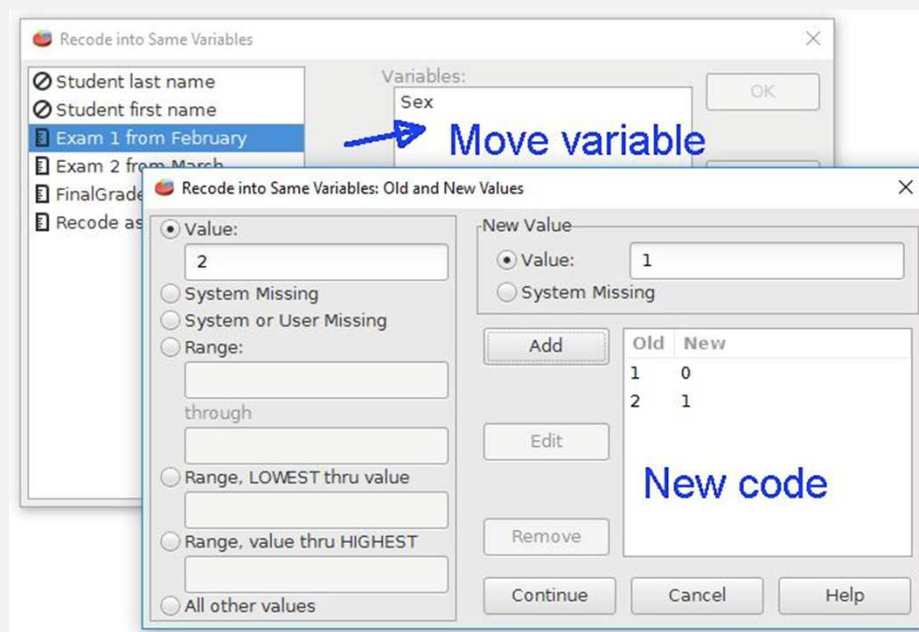 Recode into Same Variables
Student last name
Student first name
Exam 1 from February
Exam 2 from March
FinalGrade
Recode as
Variables:
Sex
OK
Move variable
Recode into Same Variables: Old and New Values
Value:
2
System Missing
System or User Missing
Range:
through
Range, LOWEST thru value
Range, value thru HIGHEST
All other values
New Value
Value: 1
System Missing
Add
Edit
Remove
Old New
1 0
2 1
New code
Continue Cancel Help